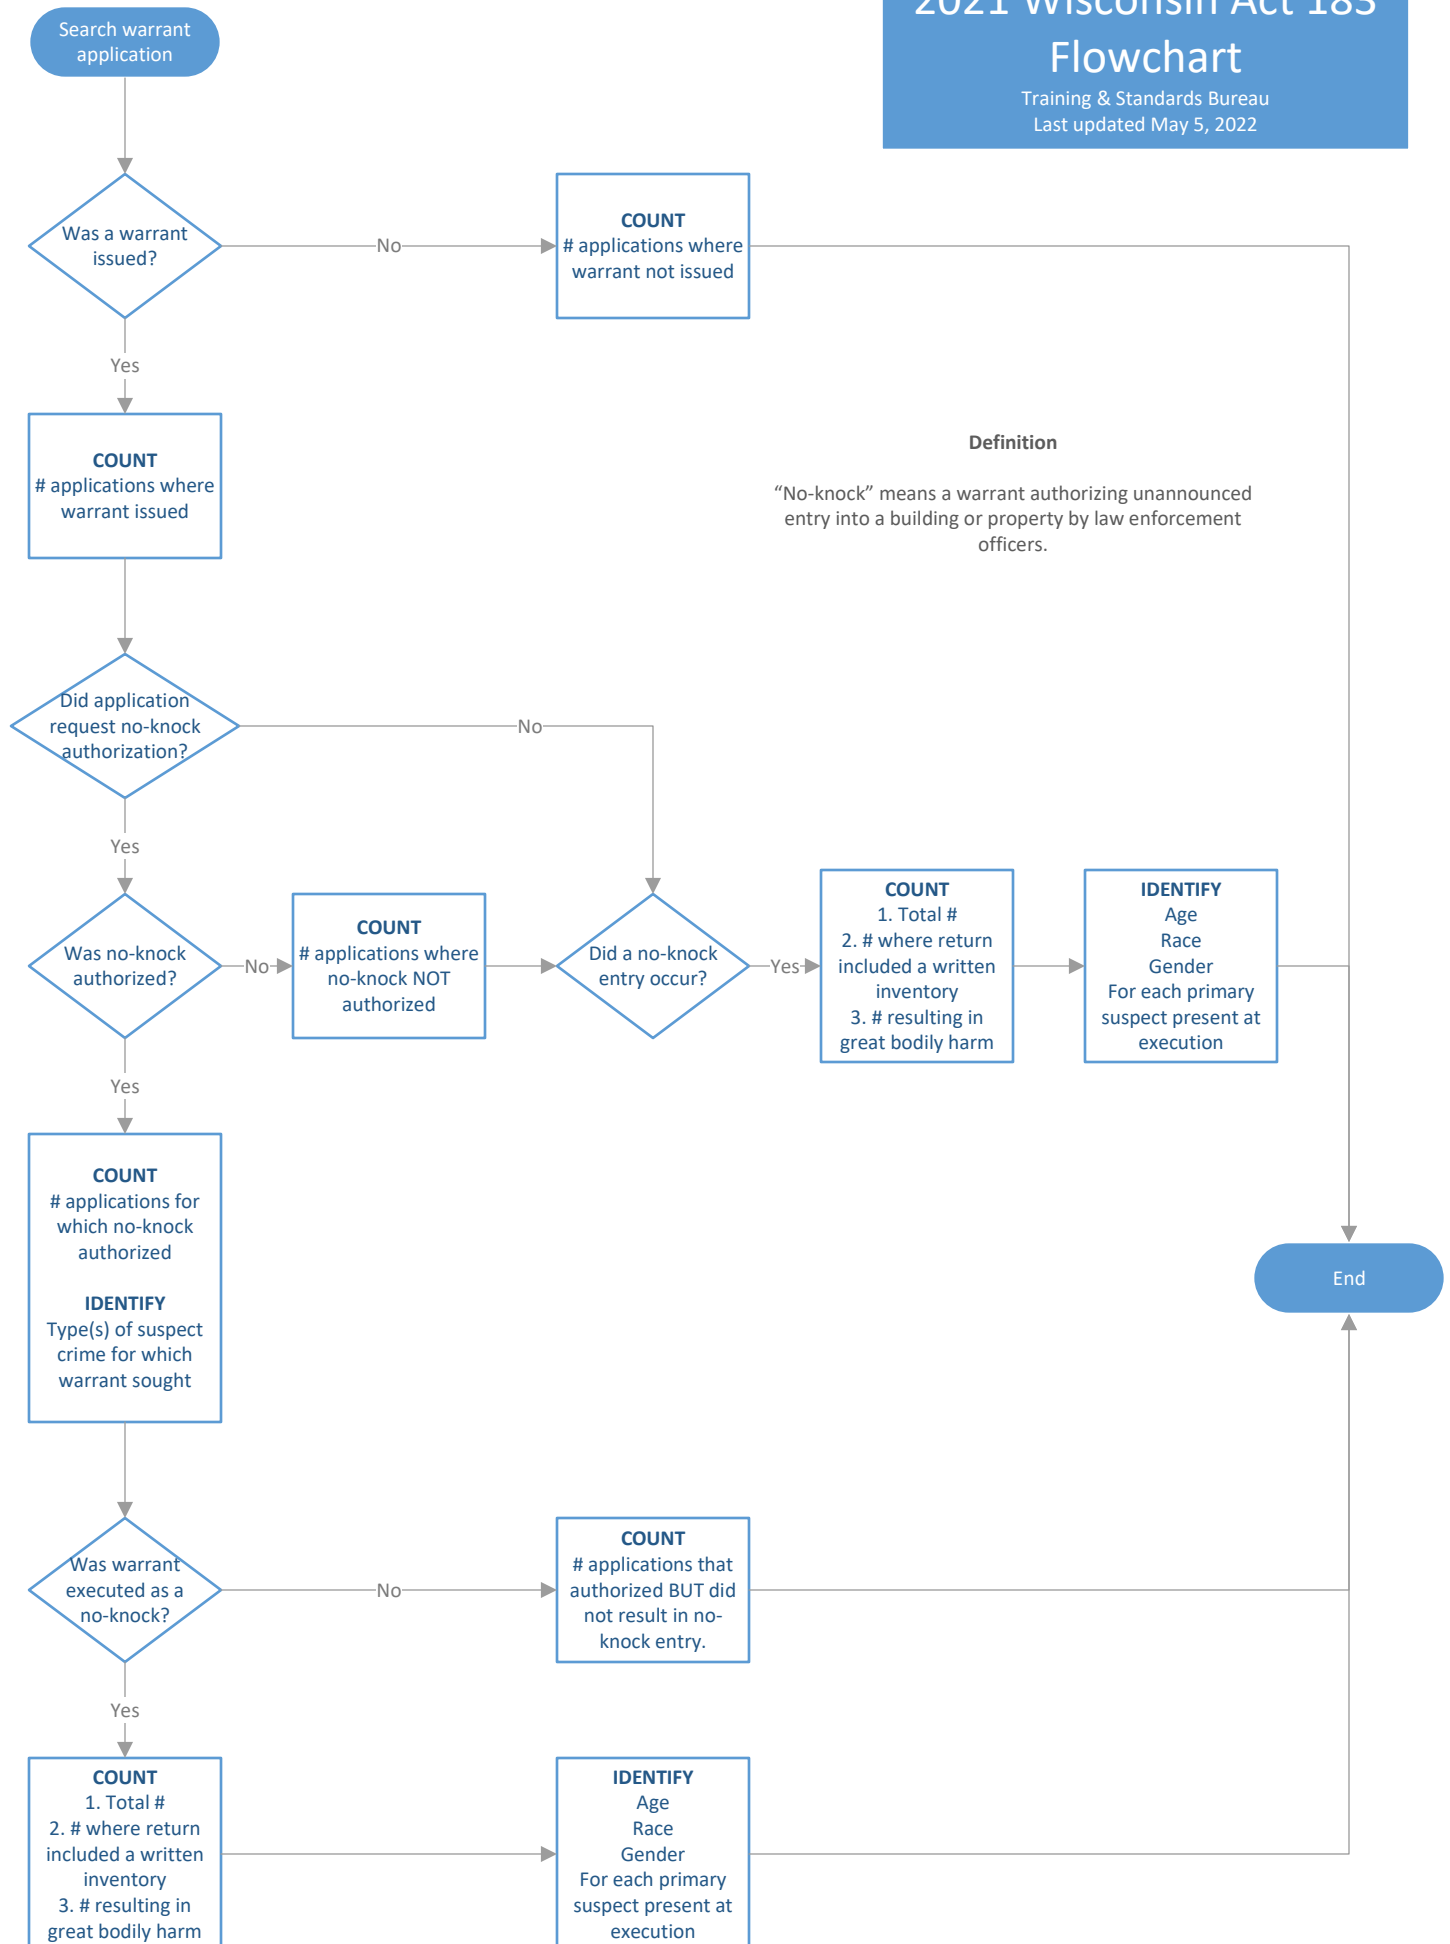 Search warrant
application
2021 Wisconsin Act 183
Flowchart
Training & Standards Bureau
Last updated May 5, 2022
Was a warrant
issued?
No
COUNT
# applications where
warrant not issued
Yes
COUNT
# applications where
warrant issued
Definition
“No-knock” means a warrant authorizing unannounced
entry into a building or property by law enforcement
officers.
Did application
request no-knock
authorization?
No
Yes
Was no-knock
authorized?
No
COUNT
# applications where
no-knock NOT
authorized
Did a no-knock
entry occur?
Yes
COUNT
1. Total #
2. # where return
included a written
inventory
3. # resulting in
great bodily harm
IDENTIFY
Age
Race
Gender
For each primary
suspect present at
execution
Yes
COUNT
# applications for
which no-knock
authorized
IDENTIFY
Type(s) of suspect
crime for which
warrant sought
End
Was warrant
executed as a
no-knock?
No
COUNT
# applications that
authorized BUT did
not result in no-
knock entry.
Yes
COUNT
1. Total #
2. # where return
included a written
inventory
3. # resulting in
great bodily harm
IDENTIFY
Age
Race
Gender
For each primary
suspect present at
execution